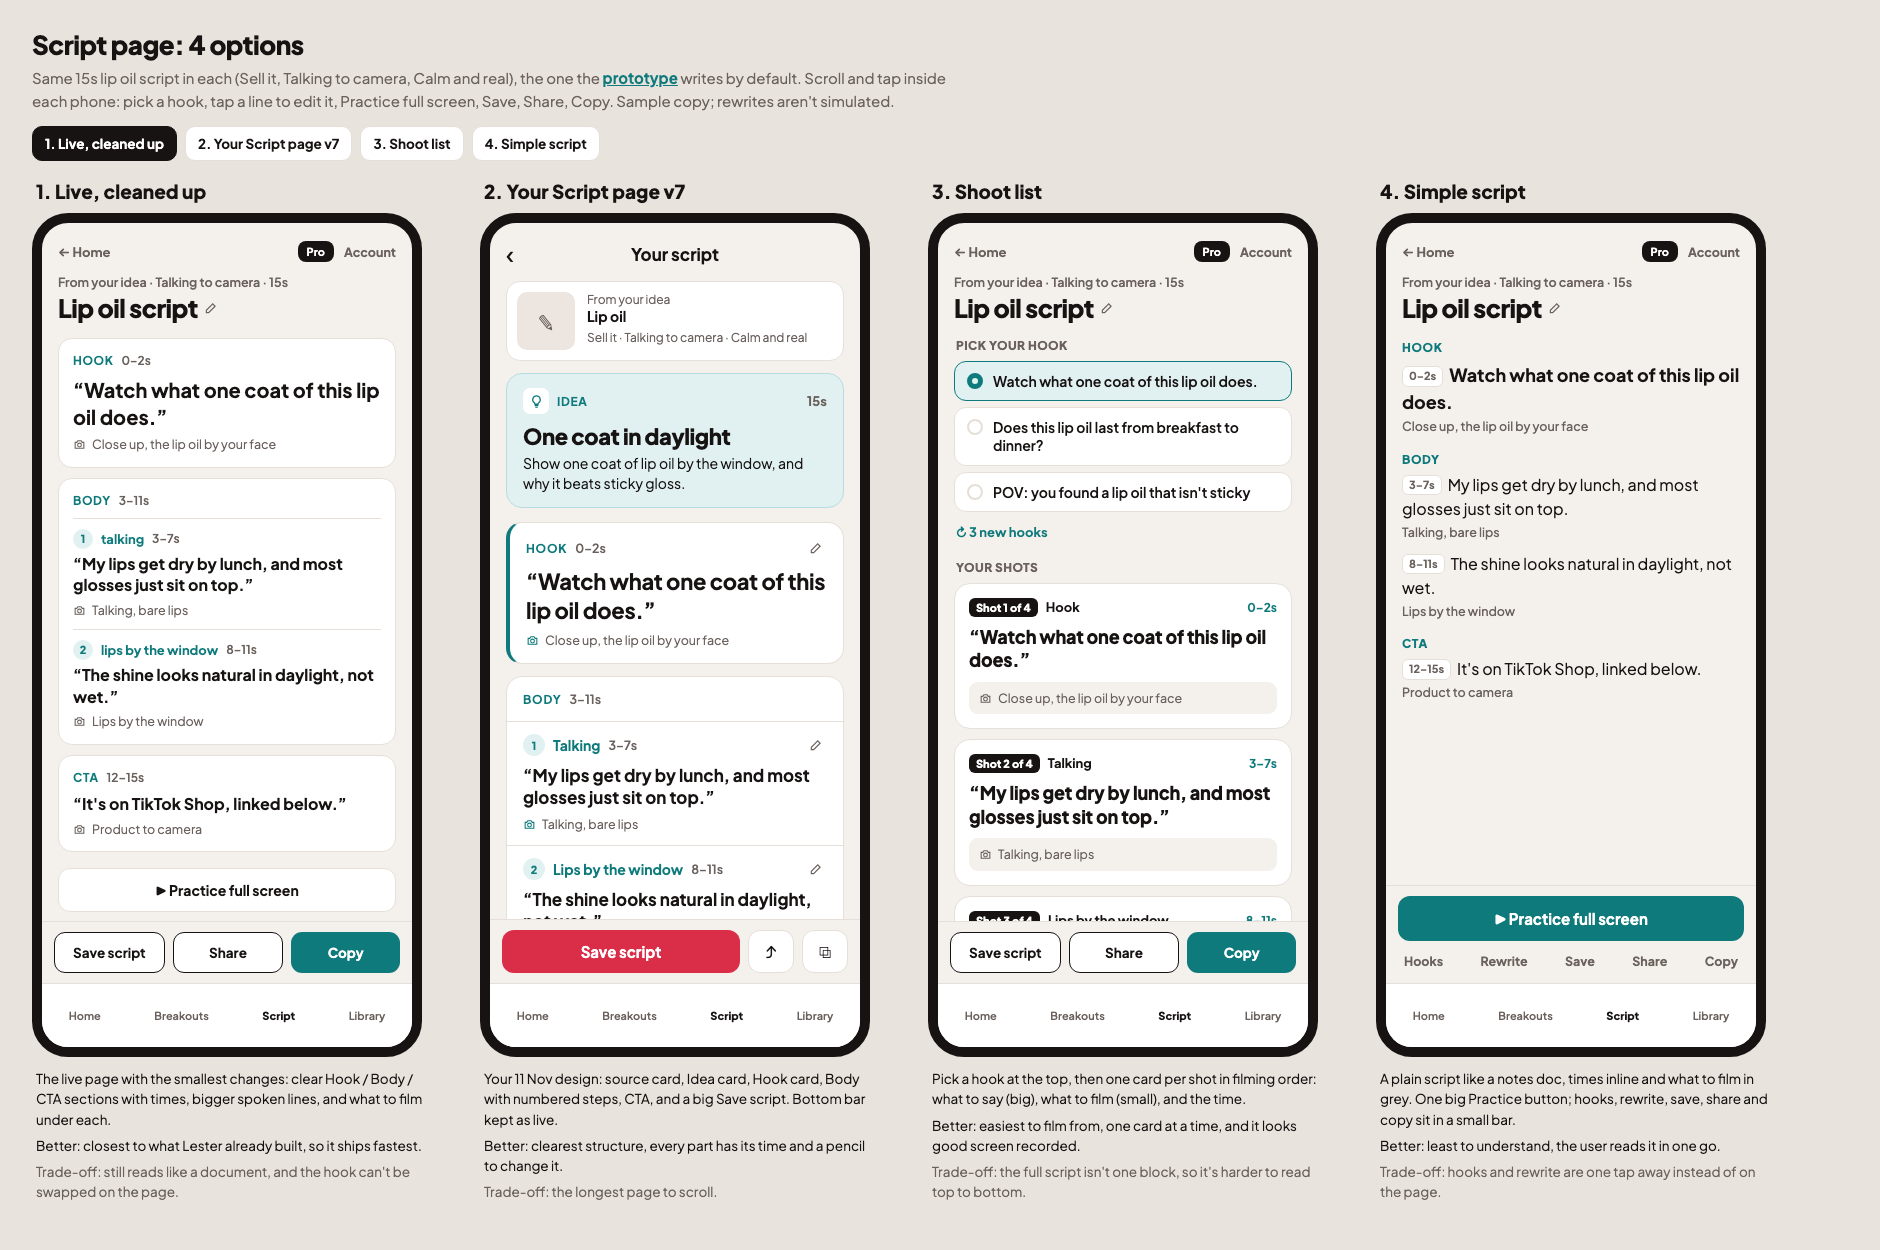 Script page: 4 options
Same 15s lip oil script in each (Sell it, Talking to camera, Calm and real), the one the prototype writes by default. Scroll and tap inside
each phone: pick a hook, tap a line to edit it, Practice full screen, Save, Share, Copy. Sample copy; rewrites aren't simulated.
1. Live, cleaned up
2. Your Script page v7
3. Shoot list
4. Simple script
1. Live, cleaned up
← Home
Pro
Account
From your idea · Talking to camera · 15s
Lip oil script
HOOK 0–2s
“Watch what one coat of this lip
oil does.”
Close up, the lip oil by your face
BODY 3–11s
1 talking 3–7s
“My lips get dry by lunch, and most
glosses just sit on top.”
Talking, bare lips
2 lips by the window 8–11s
“The shine looks natural in daylight, not
wet.”
Lips by the window
CTA 12–15s
“It's on TikTok Shop, linked below.”
Product to camera
▶ Practice full screen
Save script
Share
Copy
Home
Breakouts
Script
Library
The live page with the smallest changes: clear Hook / Body /
CTA sections with times, bigger spoken lines, and what to film
under each.
Better: closest to what Lester already built, so it ships fastest.
Trade-off: still reads like a document, and the hook can't be
swapped on the page.
2. Your Script page v7
‹
Your script
From your idea
Lip oil
Sell it · Talking to camera · Calm and real
IDEA
15s
One coat in daylight
Show one coat of lip oil by the window, and
why it beats sticky gloss.
HOOK 0–2s
“Watch what one coat of this
lip oil does.”
Close up, the lip oil by your face
BODY 3–11s
1 Talking 3–7s
“My lips get dry by lunch, and most
glosses just sit on top.”
Talking, bare lips
2 Lips by the window 8–11s
“The shine looks natural in daylight,
not wet.”
Save script
Home
Breakouts
Script
Library
Your 11 Nov design: source card, Idea card, Hook card, Body
with numbered steps, CTA, and a big Save script. Bottom bar
kept as live.
Better: clearest structure, every part has its time and a pencil
to change it.
Trade-off: the longest page to scroll.
3. Shoot list
← Home
Pro
Account
From your idea · Talking to camera · 15s
Lip oil script
PICK YOUR HOOK
Watch what one coat of this lip oil does.
Does this lip oil last from breakfast to
dinner?
POV: you found a lip oil that isn't sticky
↻ 3 new hooks
YOUR SHOTS
Shot 1 of 4 Hook 0–2s
“Watch what one coat of this lip oil
does.”
Close up, the lip oil by your face
Shot 2 of 4 Talking 3–7s
“My lips get dry by lunch, and most
glosses just sit on top.”
Talking, bare lips
Shot 3 of 4 Lips by the window 8–11s
Save script
Share
Copy
Home
Breakouts
Script
Library
Pick a hook at the top, then one card per shot in filming order:
what to say (big), what to film (small), and the time.
Better: easiest to film from, one card at a time, and it looks
good screen recorded.
Trade-off: the full script isn't one block, so it's harder to read
top to bottom.
4. Simple script
← Home
Pro
Account
From your idea · Talking to camera · 15s
Lip oil script
HOOK
0–2s Watch what one coat of this lip oil
does.
Close up, the lip oil by your face
BODY
3–7s My lips get dry by lunch, and most
glosses just sit on top.
Talking, bare lips
8–11s The shine looks natural in daylight, not
wet.
Lips by the window
CTA
12–15s It's on TikTok Shop, linked below.
Product to camera
▶ Practice full screen
Hooks
Rewrite
Save
Share
Copy
Home
Breakouts
Script
Library
A plain script like a notes doc, times inline and what to film in
grey. One big Practice button; hooks, rewrite, save, share and
copy sit in a small bar.
Better: least to understand, the user reads it in one go.
Trade-off: hooks and rewrite are one tap away instead of on
the page.